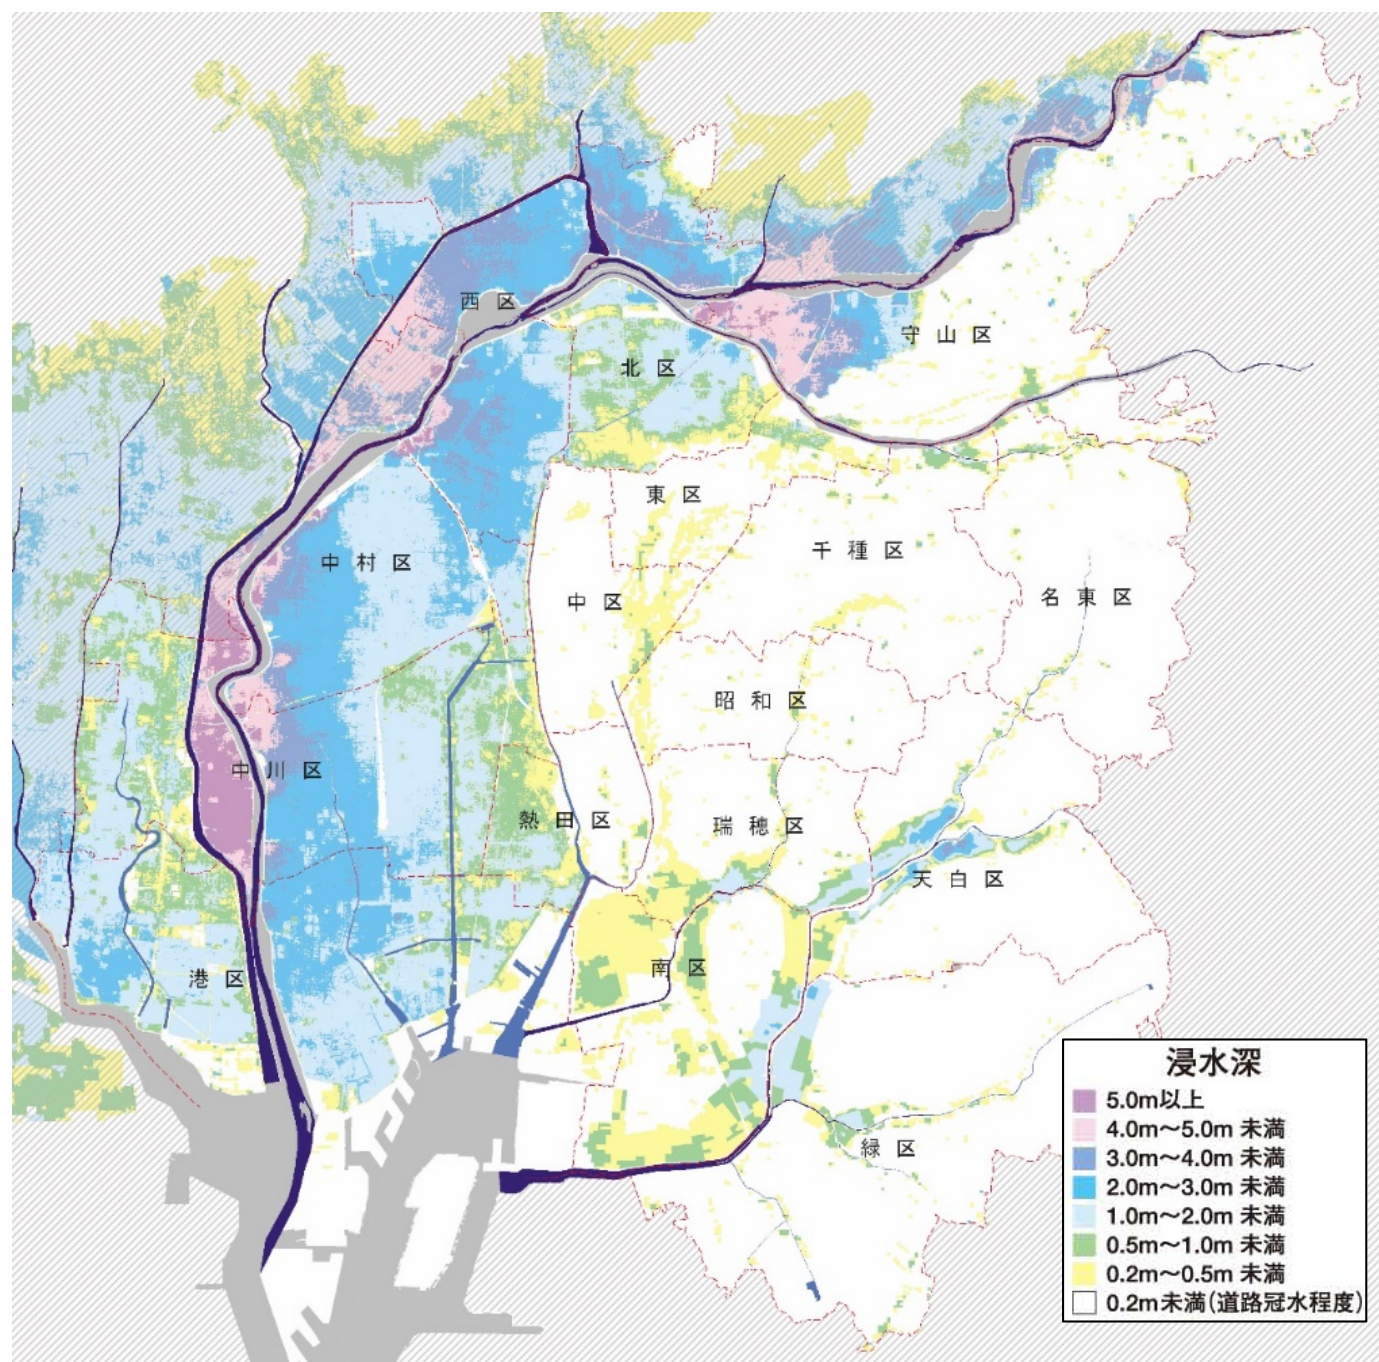 西区
守山区
北区
東区
中村区
千種区
中区
名東区
昭和区
中川区
熱田区
瑞穂区
天白区
南区
港区
緑区
浸水深
5.0m以上
4.0m～5.0m 未満
3.0m～4.0m 未満
2.0m～3.0m 未満
1.0m～2.0m 未満
0.5m～1.0m 未満
0.2m～0.5m 未満
0.2m未満(道路冠水程度)